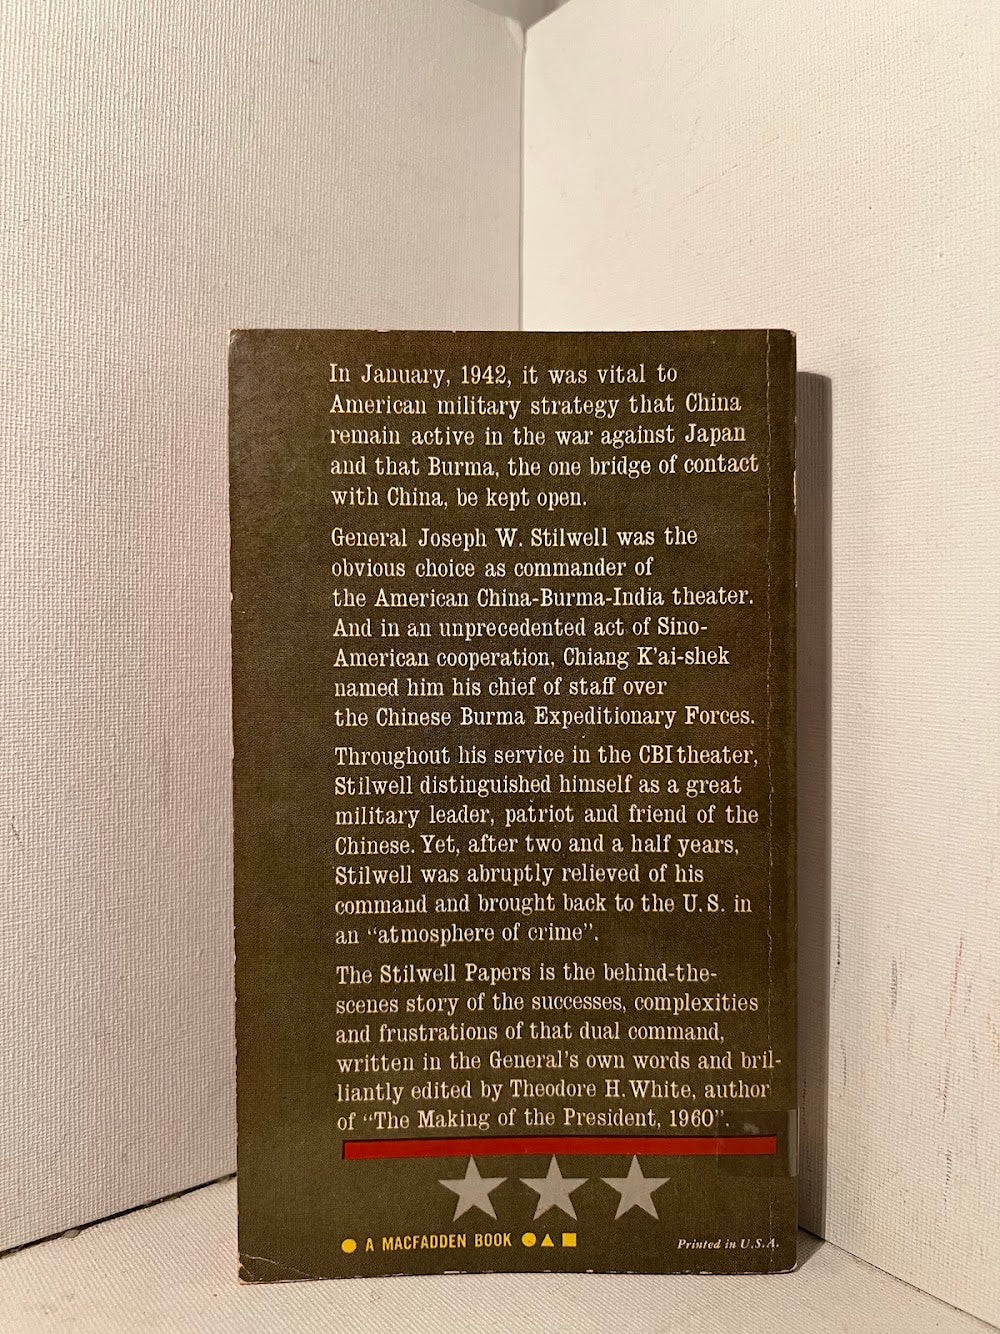 In January, 1942, it was vital to
American military strategy that China
remain active in the war against Japan
and that Burma, the one bridge of contact
with China, be kept open.
General Joseph W. Stilwell was the
obvious choice as commander of
the American China-Burma-India theater.
And in an unprecedented act of Sino-
American cooperation, Chiang K'ai-shek
named him his chief of staff over
the Chinese Burma Expeditionary Forces.
Throughout his service in the CBI theater,
Stilwell distinguished himself as a great
military leader, patriot and friend of the
Chinese. Yet, after two and a half years,
Stilwell was abruptly relieved of his
command and brought back to the U.S. in
an "atmosphere of crime".
The Stilwell Papers is the behind-the-
scenes story of the successes, complexities
and frustrations of that dual command,
written in the General's own words and bril-
liantly edited by Theodore H. White, author
of "The Making of the President, 1960".
A MACFADDEN BOOK
Printed in U.S.A.